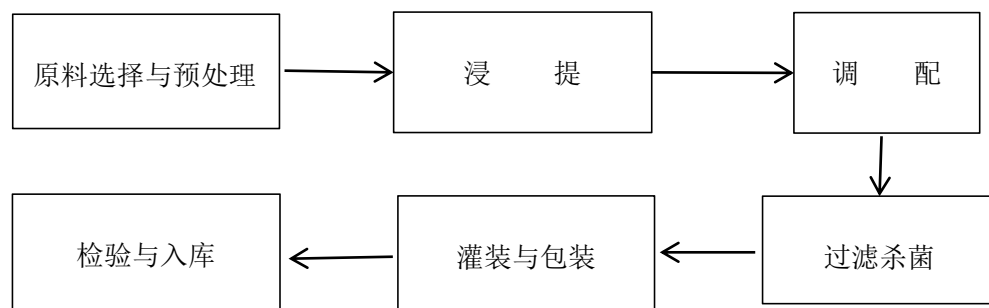 原料选择与预处理
浸 提
调 配
过滤杀菌
灌装与包装
检验与入库